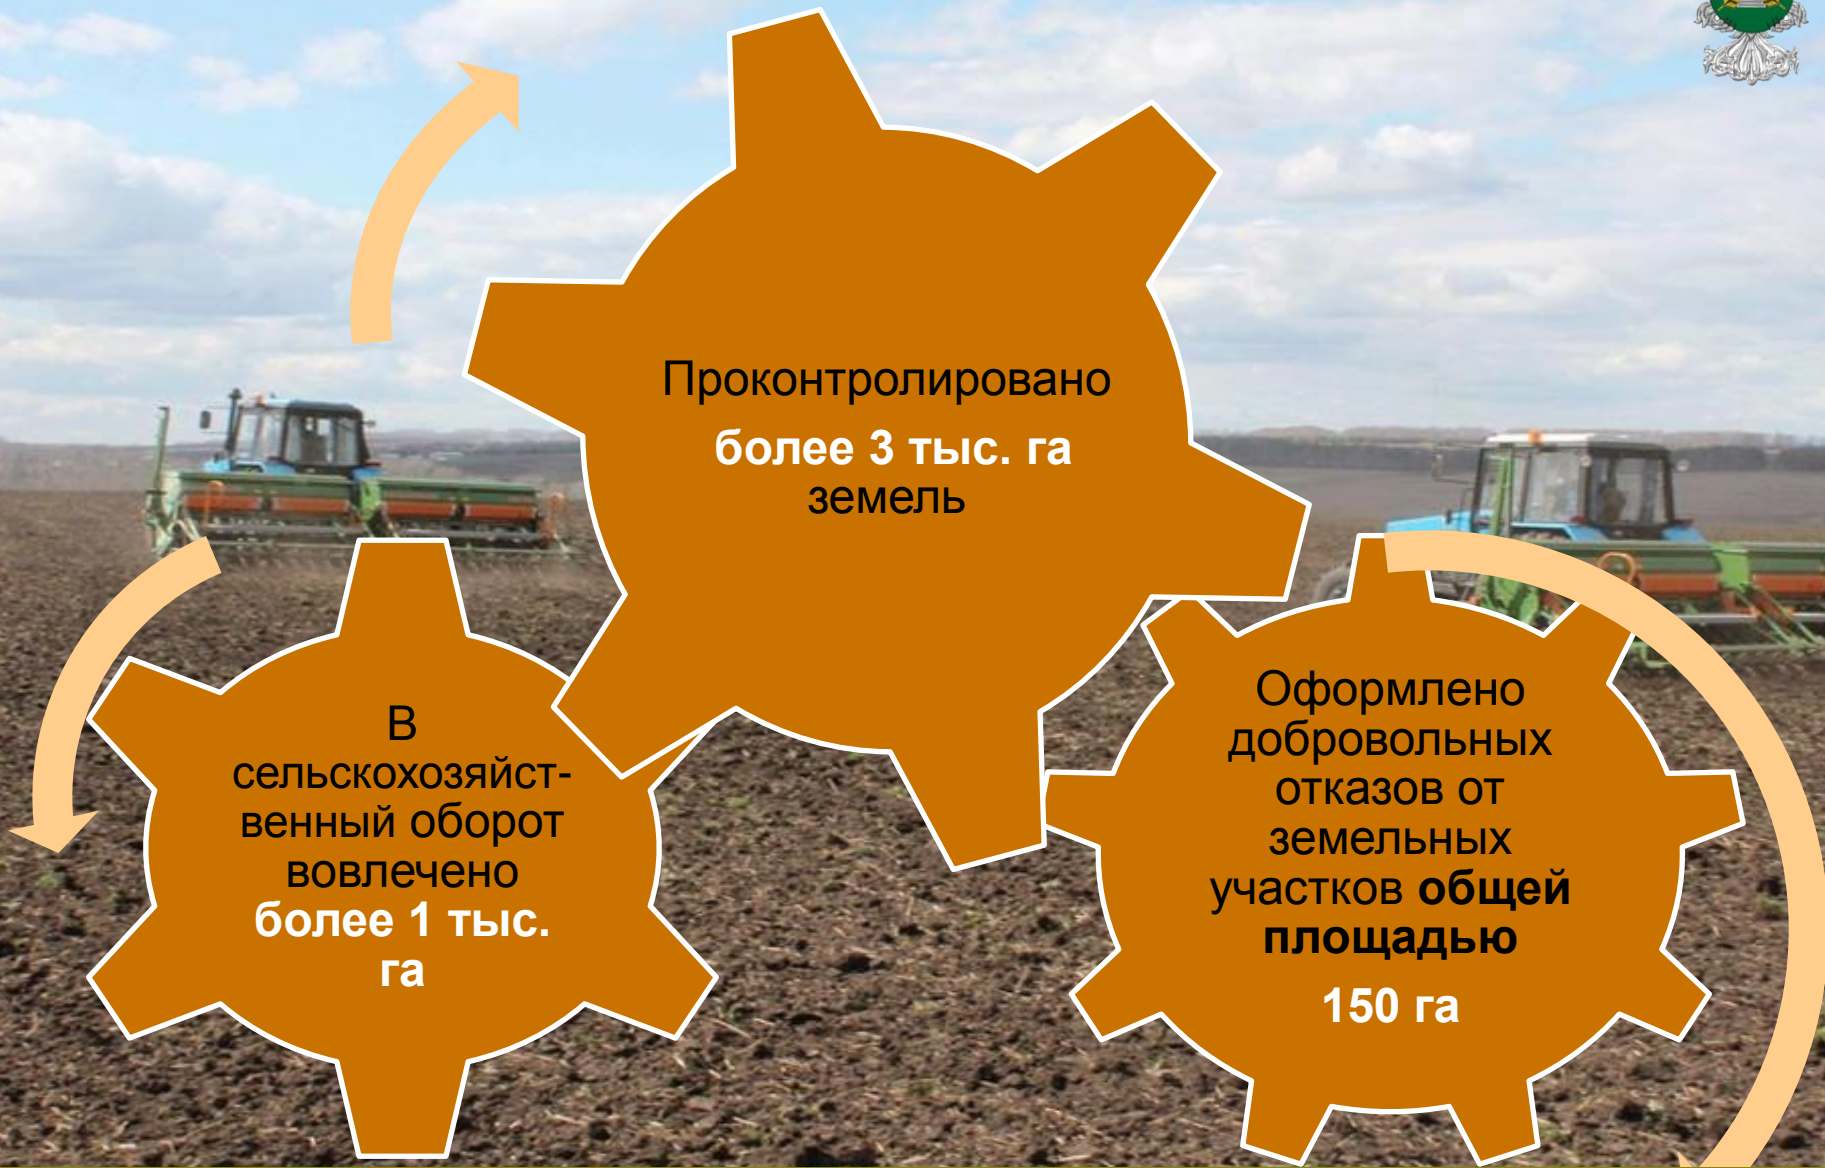 Проконтролировано
более 3 тыс. га
земель
В
сельскохозяйст-
венный оборот
вовлечено
более 1 тыс.
га
Оформлено
добровольных
отказов от
земельных
участков общей
площадью
150 га